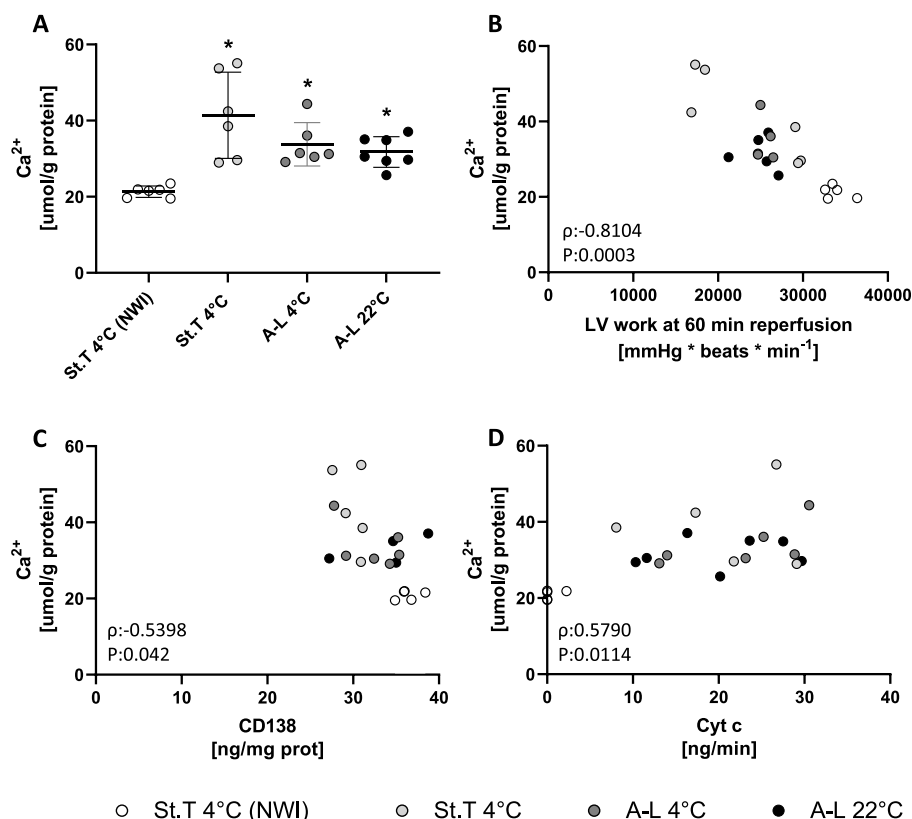 A
60
40
20
0
Ca²⁺
[umol/g protein]
*
*
*
St.T 4°C (NWI)
St.T 4°C
A-L 4°C
A-L 22°C
B
60
40
20
0
Ca²⁺
[umol/g protein]
ρ:-0.8104
P:0.0003
0 10000 20000 30000 40000
LV work at 60 min reperfusion
[mmHg * beats * min⁻¹]
C
60
40
20
0
Ca²⁺
[umol/g protein]
ρ:-0.5398
P:0.042
0 10 20 30 40
CD138
[ng/mg prot]
D
60
40
20
0
Ca²⁺
[umol/g protein]
ρ:0.5790
P:0.0114
0 10 20 30 40
Cyt c
[ng/min]
St.T 4°C (NWI) St.T 4°C A-L 4°C A-L 22°C